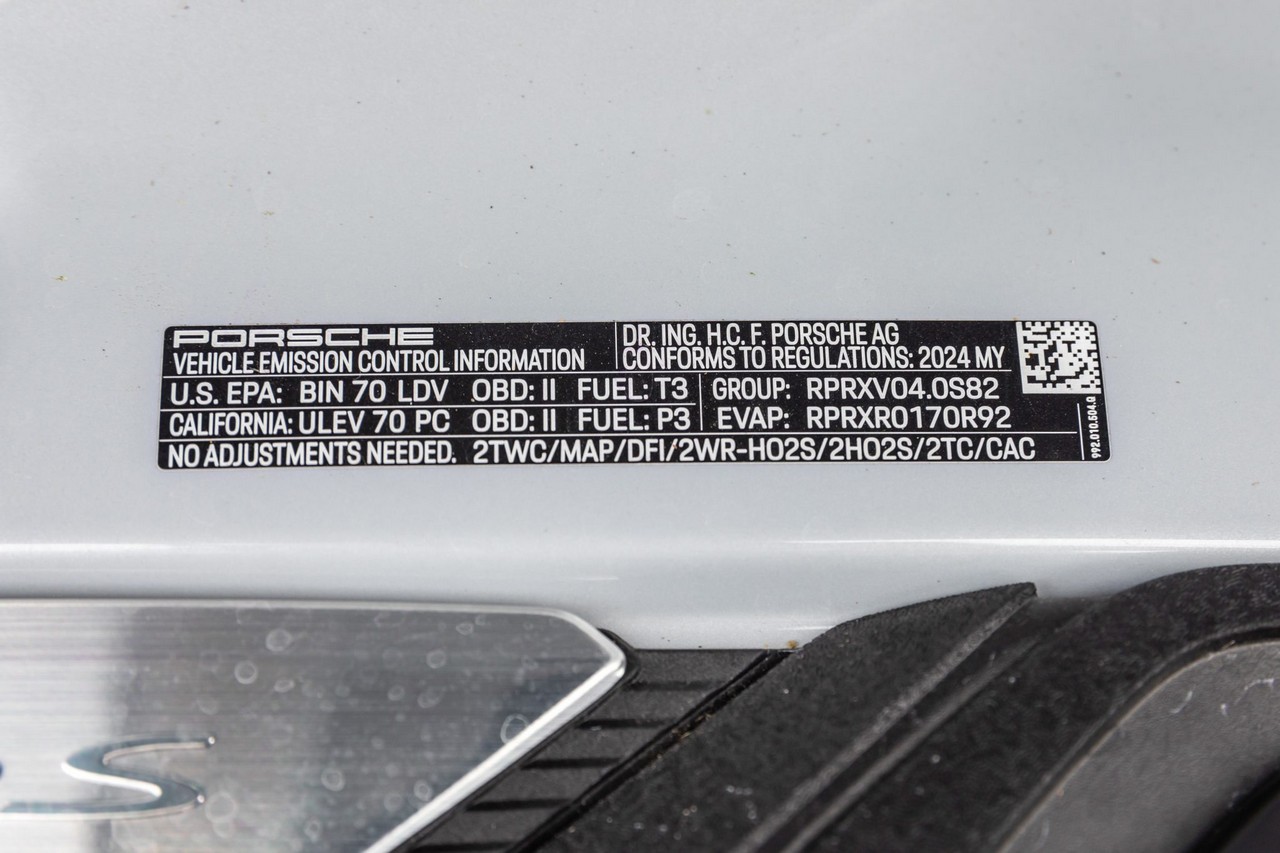 PORSCHE
VEHICLE EMISSION CONTROL INFORMATION
DR. ING. H.C. F. PORSCHE AG
CONFORMS TO REGULATIONS: 2024 MY
U.S. EPA: BIN 70 LDV OBD: II FUEL: T3
CALIFORNIA: ULEV 70 PC OBD: II FUEL: P3
GROUP: RPRXV04.0S82
EVAP: RPRXR0170R92
NO ADJUSTMENTS NEEDED. 2TWC/MAP/DFI/2WR-HO2S/2HO2S/2TC/CAC
992.010.604.Q
S